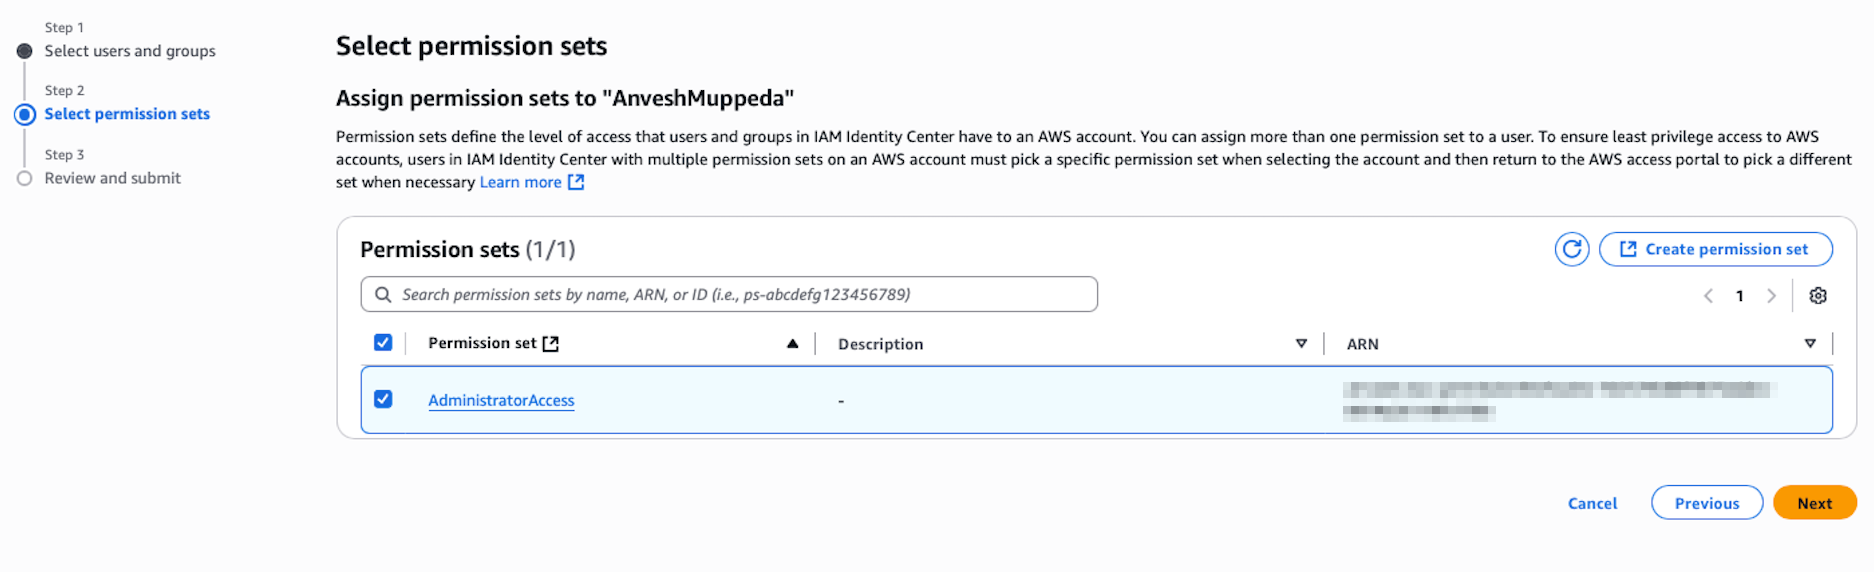 Step 1
Select users and groups
Step 2
Select permission sets
Step 3
Review and submit
Select permission sets
Assign permission sets to "AnveshMuppeda"
Permission sets define the level of access that users and groups in IAM Identity Center have to an AWS account. You can assign more than one permission set to a user. To ensure least privilege access to AWS
accounts, users in IAM Identity Center with multiple permission sets on an AWS account must pick a specific permission set when selecting the account and then return to the AWS access portal to pick a different
set when necessary Learn more
Permission sets (1/1)
Create permission set
Search permission sets by name, ARN, or ID (i.e., ps-abcdefg123456789)
1
Permission set Description ARN
AdministratorAccess -
Cancel Previous Next